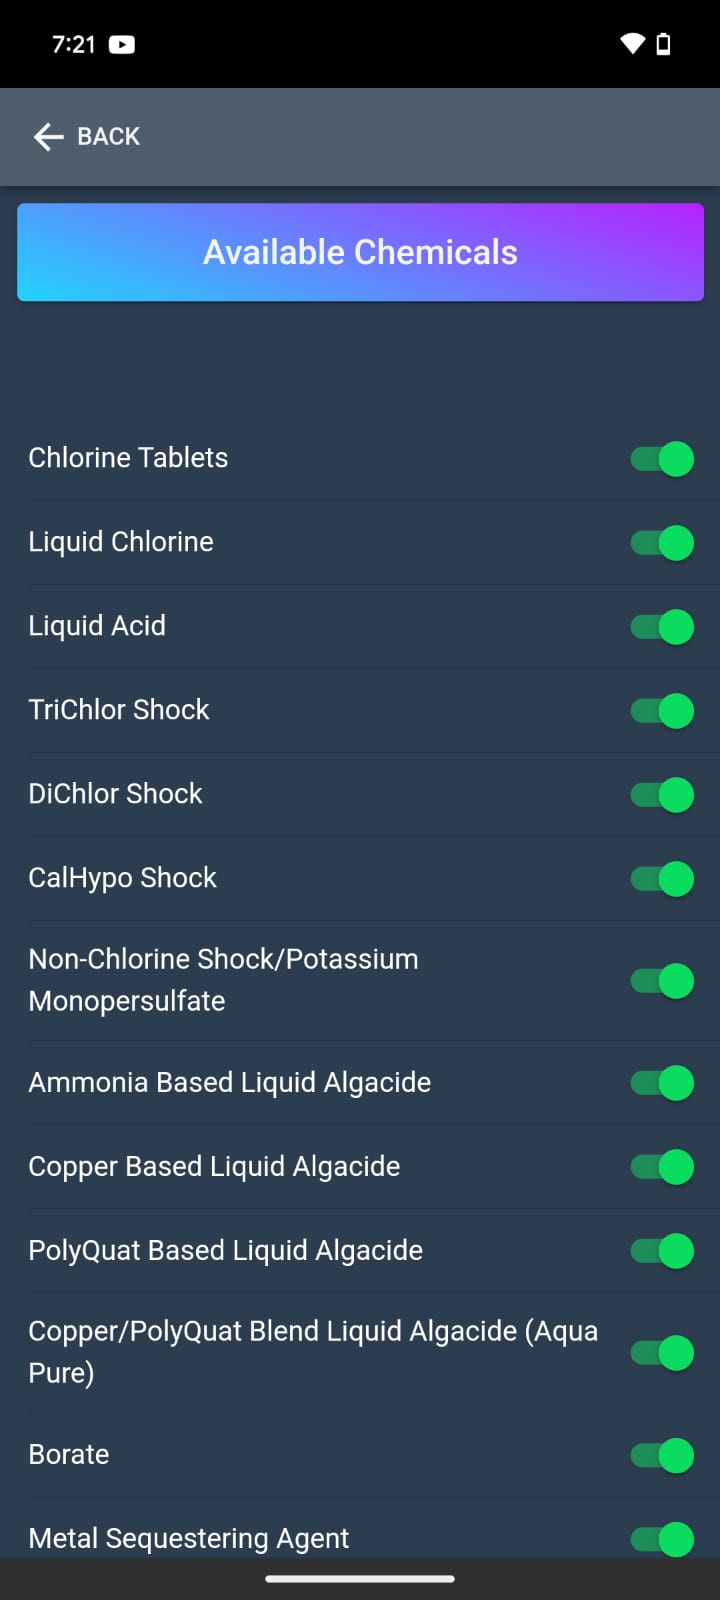 7:21
BACK
Available Chemicals
Chlorine Tablets
Liquid Chlorine
Liquid Acid
TriChlor Shock
DiChlor Shock
CalHypo Shock
Non-Chlorine Shock/Potassium
Monopersulfate
Ammonia Based Liquid Algacide
Copper Based Liquid Algacide
PolyQuat Based Liquid Algacide
Copper/PolyQuat Blend Liquid Algacide (Aqua
Pure)
Borate
Metal Sequestering Agent